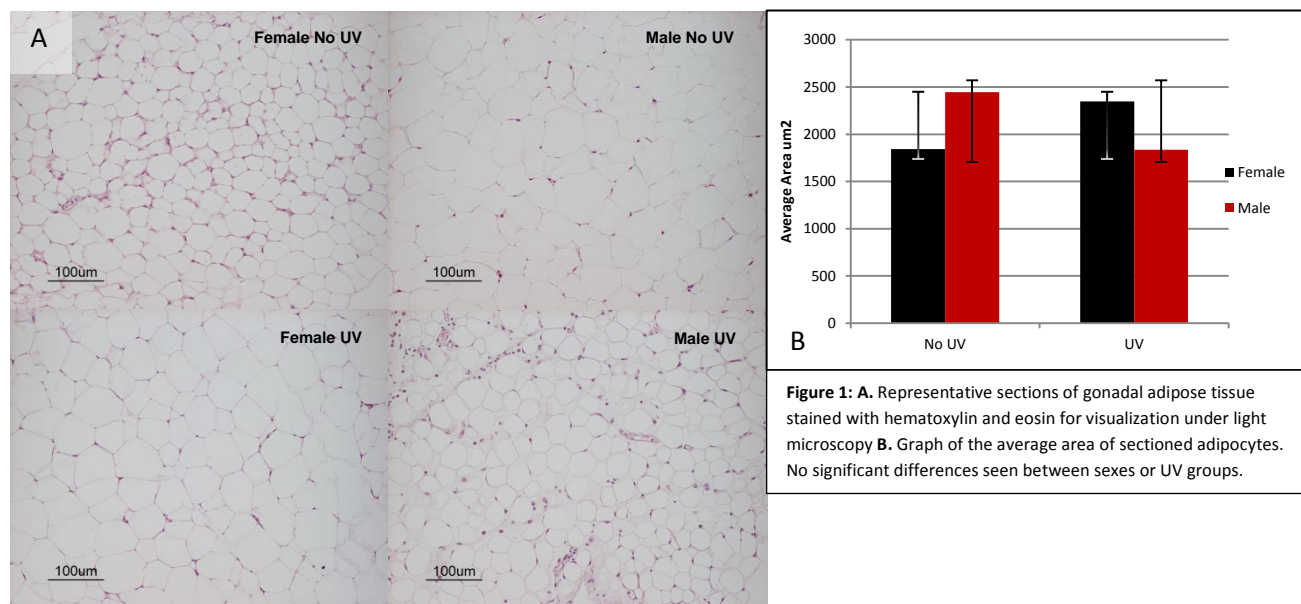 A
Female No UV
100um
Male No UV
100um
Female UV
100um
Male UV
100um
3000
2500
2000
1500
1000
500
0
Average Area um2
No UV
UV
Female
Male
B
Figure 1: A. Representative sections of gonadal adipose tissue
stained with hematoxylin and eosin for visualization under light
microscopy B. Graph of the average area of sectioned adipocytes.
No significant differences seen between sexes or UV groups.